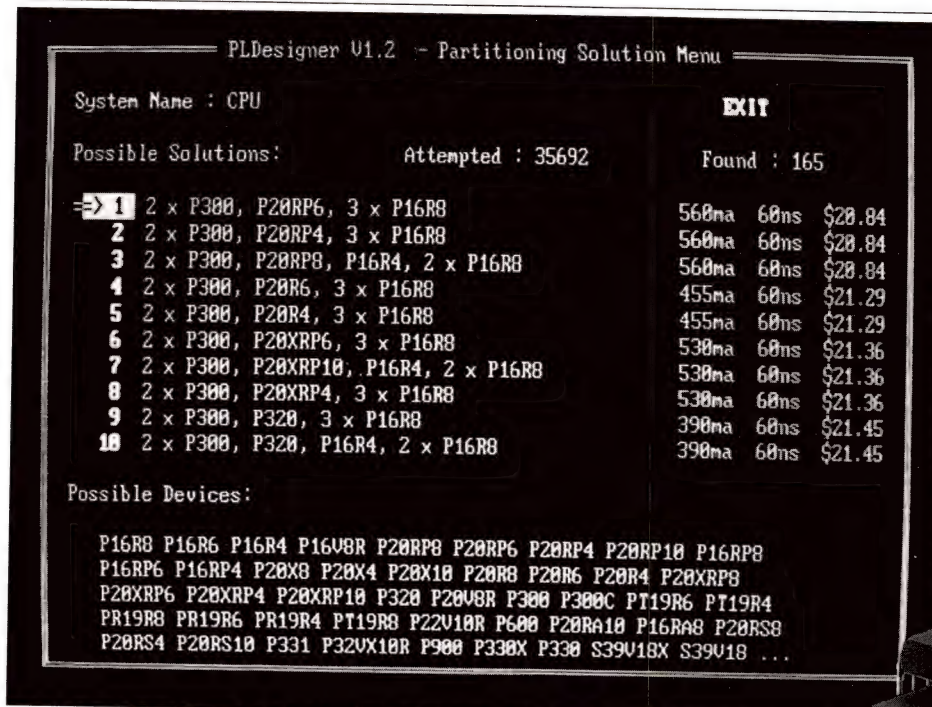 PLDesigner V1.2 - Partitioning Solution Menu
System Name : CPU EXIT
Possible Solutions: Attempted : 35692 Found : 165
=> 1 2 x P300, P20RP6, 3 x P16R8 560ma 60ns $20.84
2 2 x P300, P20RP4, 3 x P16R8 560ma 60ns $20.84
3 2 x P300, P20RP8, P16R4, 2 x P16R8 560ma 60ns $20.84
4 2 x P300, P20R6, 3 x P16R8 455ma 60ns $21.29
5 2 x P300, P20R4, 3 x P16R8 455ma 60ns $21.29
6 2 x P300, P20XRP6, 3 x P16R8 530ma 60ns $21.36
7 2 x P300, P20XRP10, P16R4, 2 x P16R8 530ma 60ns $21.36
8 2 x P300, P20XRP4, 3 x P16R8 530ma 60ns $21.36
9 2 x P300, P320, 3 x P16R8 390ma 60ns $21.45
10 2 x P300, P320, P16R4, 2 x P16R8 390ma 60ns $21.45
Possible Devices:
P16R8 P16R6 P16R4 P16V8R P20RP8 P20RP6 P20RP4 P20RP10 P16RP8
P16RP6 P16RP4 P20X8 P20X4 P20X10 P20R8 P20R6 P20R4 P20XRP8
P20XRP6 P20XRP4 P20XRP10 P320 P20V8R P300 P300C PT19R6 PT19R4
PR19R8 PR19R6 PR19R4 PT19R8 P22V10R P600 P20RA10 P16RA8 P20RS8
P20RS4 P20RS10 P331 P32VX10R P900 P330X P330 S39V18X S39V18 ...